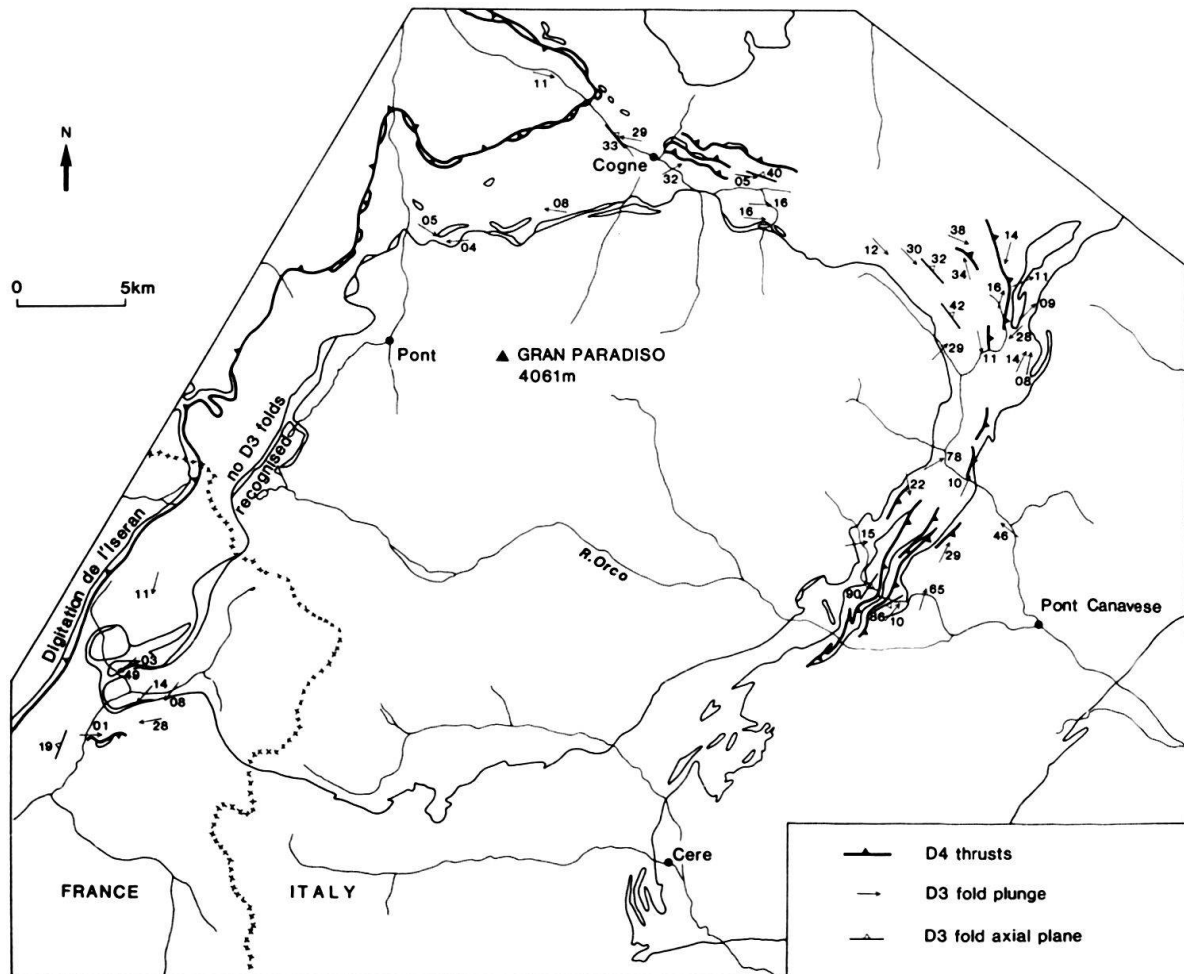 11
N
29
33
Cogne
32
05
40
08
16
16
05
04
38
14
12
30
32
34
11
16
09
0
5km
42
28
29
11
14
08
Pont
GRAN PARADISO
4061m
no D3 folds
recognised
78
22
10
Digitation de l'Iseran
15
46
29
R.Orco
11
90
65
86
10
Pont Canavese
03
49
14
08
01
28
19
Cere
D4 thrusts
FRANCE
ITALY
D3 fold plunge
D3 fold axial plane